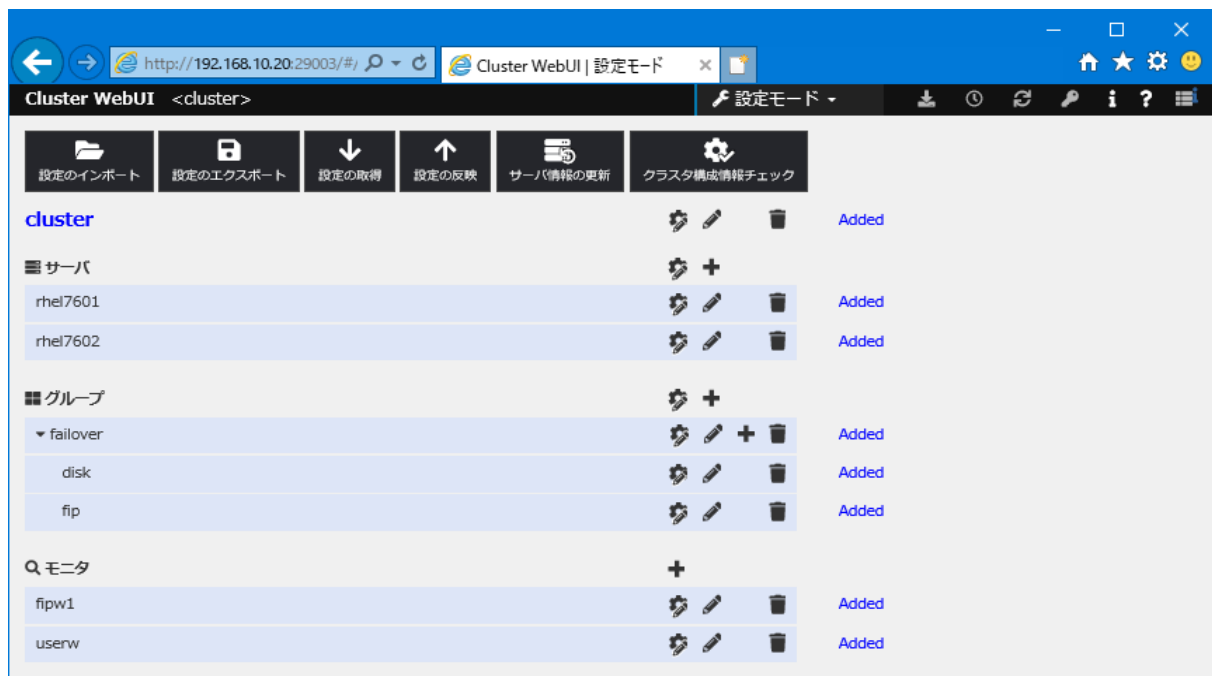 http://192.168.10.20:29003/#/
Cluster WebUI | 設定モード
Cluster WebUI <cluster>
設定モード
設定のインポート
設定のエクスポート
設定の取得
設定の反映
サーバ情報の更新
クラスタ構成情報チェック
cluster Added
サーバ
rhel7601 Added
rhel7602 Added
グループ
failover Added
disk Added
fip Added
モニタ
fipw1 Added
userw Added